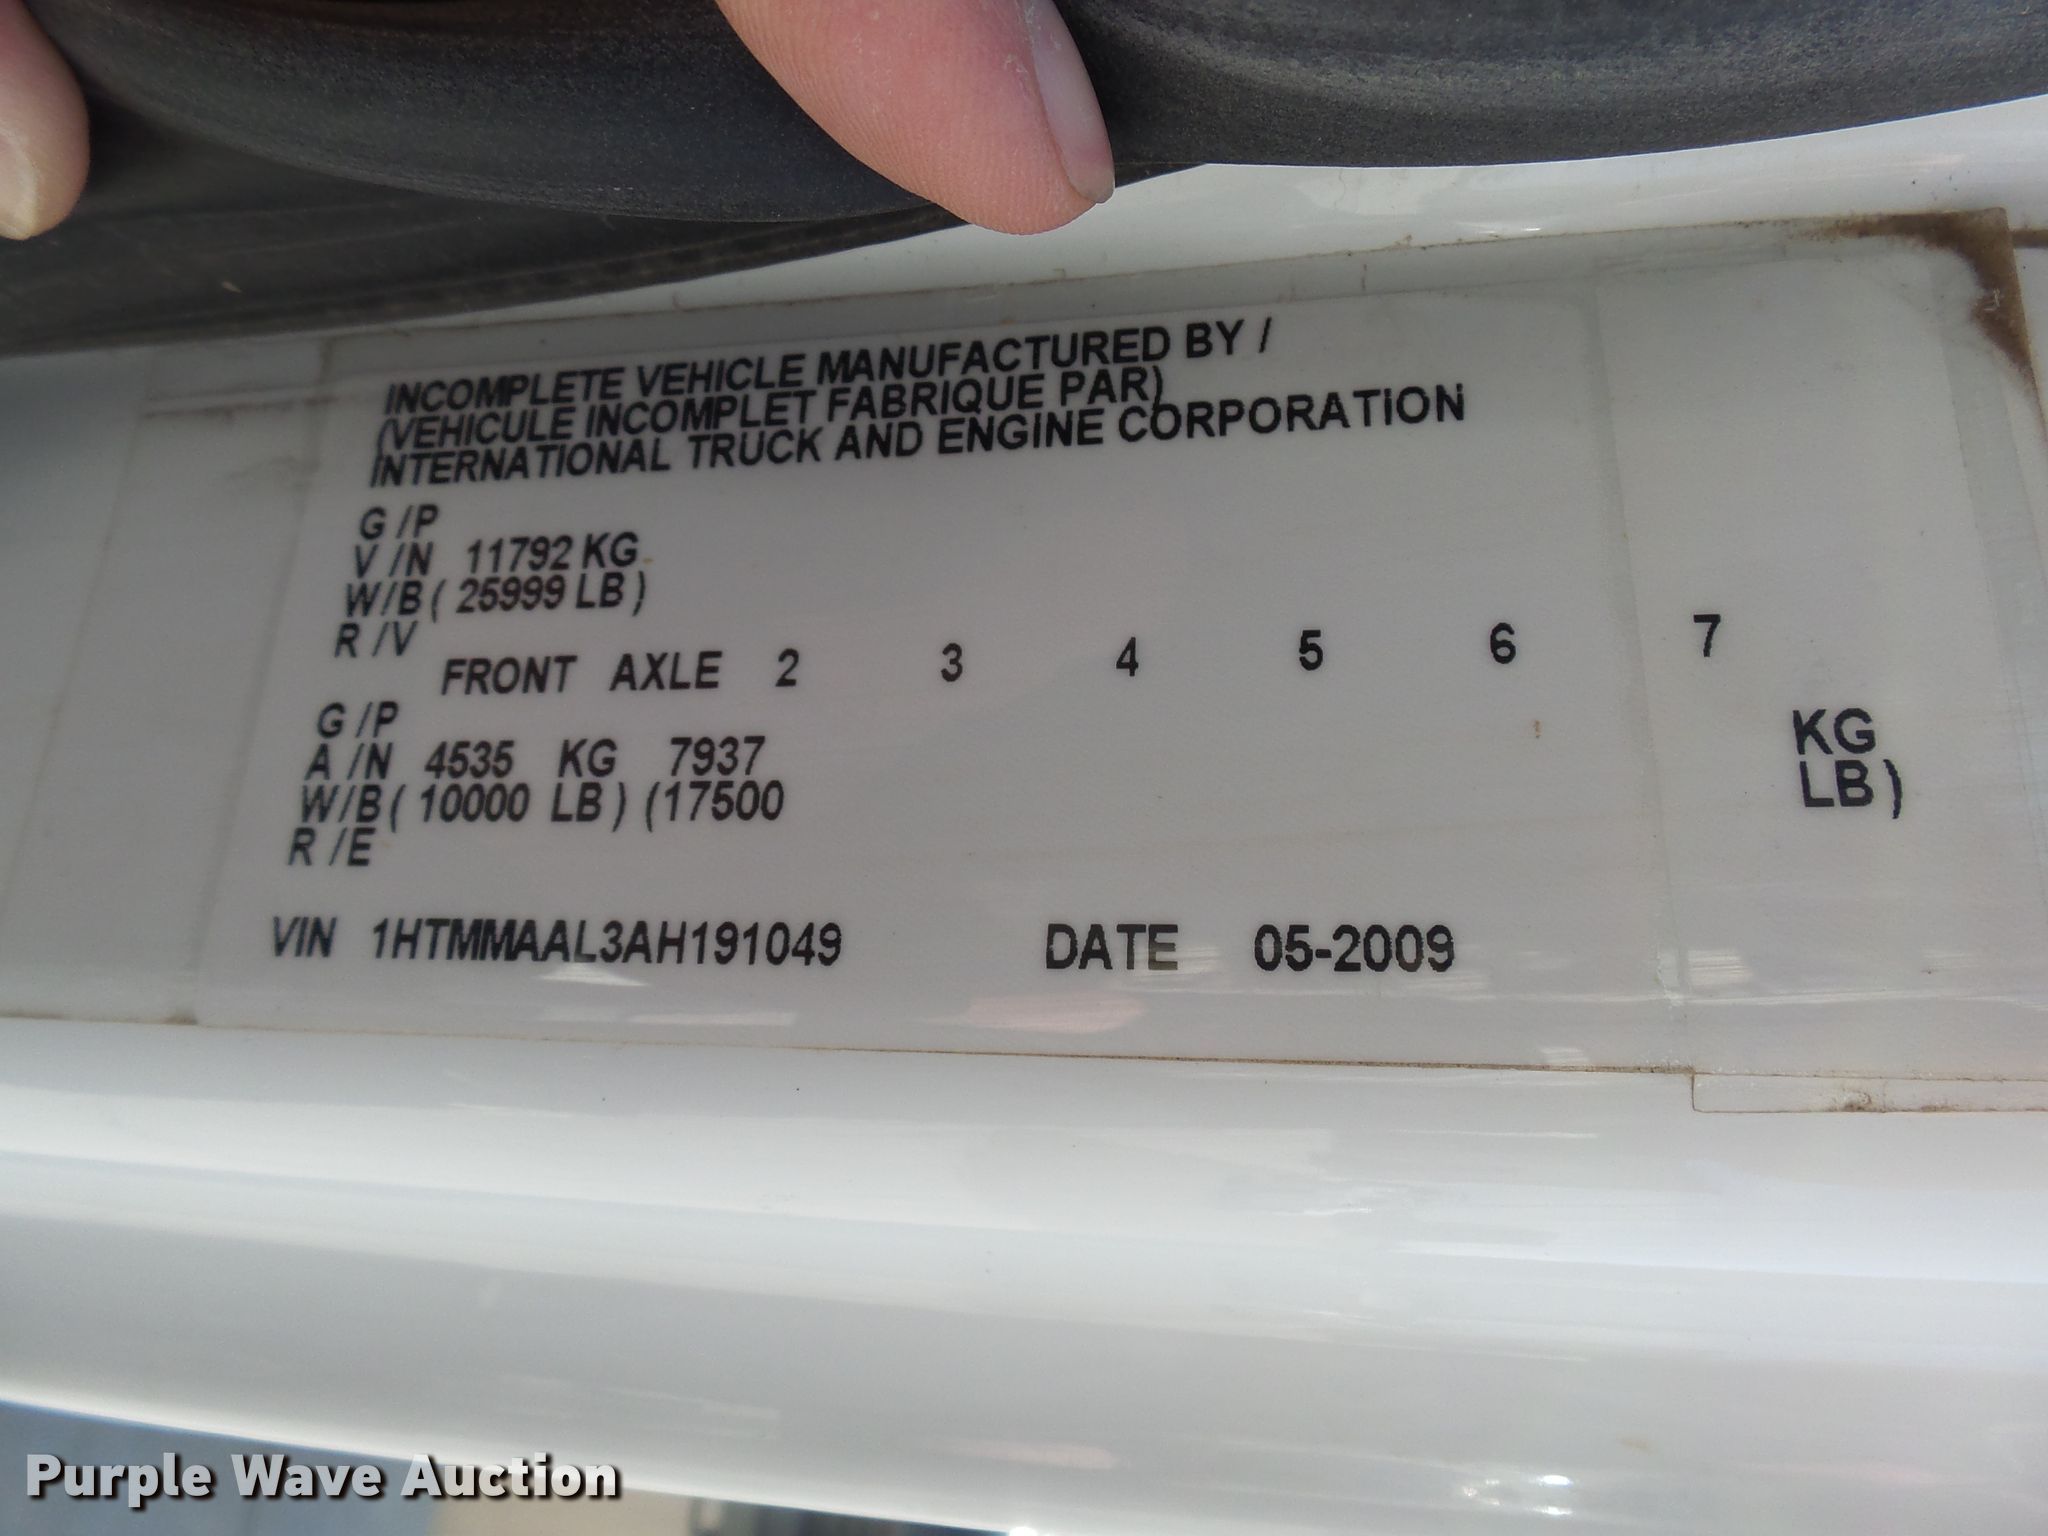 INCOMPLETE VEHICLE MANUFACTURED BY /
(VEHICULE INCOMPLET FABRIQUE PAR)
INTERNATIONAL TRUCK AND ENGINE CORPORATION
G /P
V /N 11792 KG
W/B ( 25999 LB )
R /V
FRONT AXLE 2 3 4 5 6 7
G /P
A /N 4535 KG 7937 KG
W/B ( 10000 LB ) (17500 LB )
R /E
VIN 1HTMMAAL3AH191049 DATE 05-2009
Purple Wave Auction